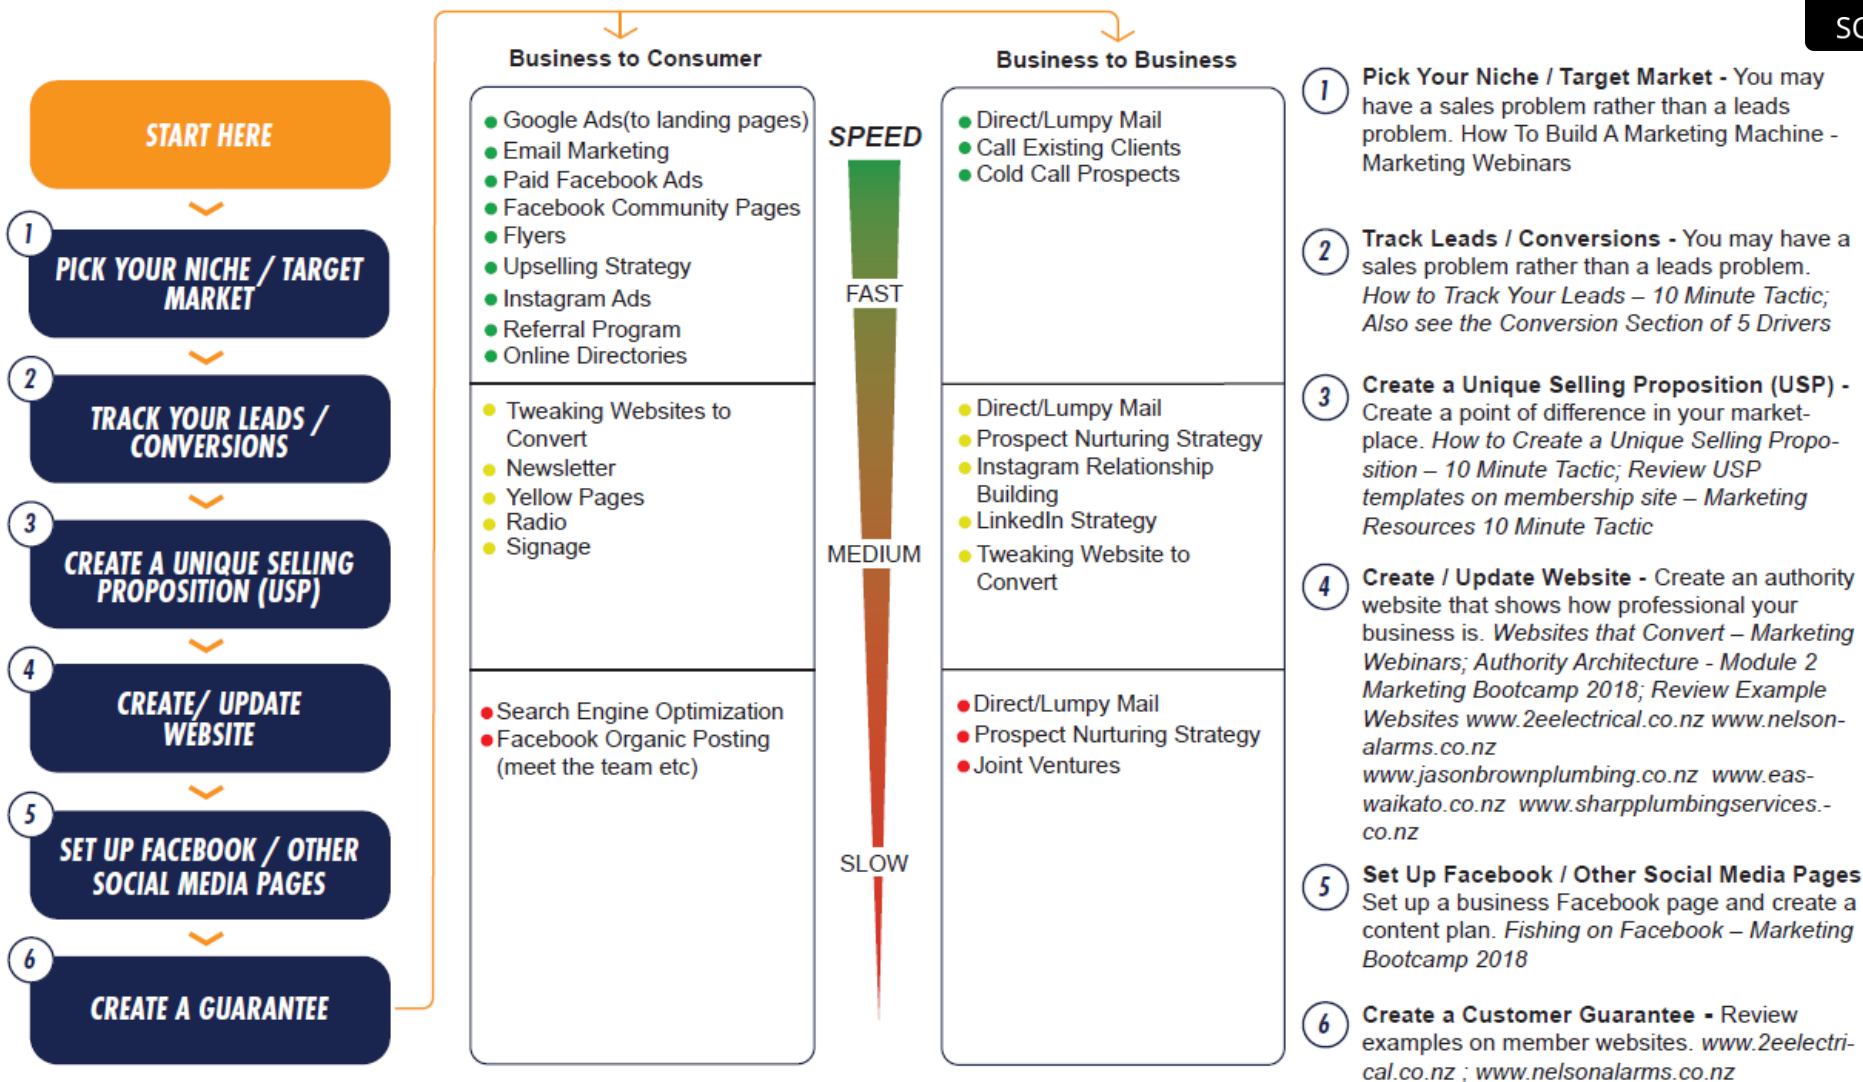 SC
START HERE
1
PICK YOUR NICHE / TARGET
MARKET
2
TRACK YOUR LEADS /
CONVERSIONS
3
CREATE A UNIQUE SELLING
PROPOSITION (USP)
4
CREATE/ UPDATE
WEBSITE
5
SET UP FACEBOOK / OTHER
SOCIAL MEDIA PAGES
6
CREATE A GUARANTEE
Business to Consumer
Google Ads(to landing pages)
Email Marketing
Paid Facebook Ads
Facebook Community Pages
Flyers
Upselling Strategy
Instagram Ads
Referral Program
Online Directories
Tweaking Websites to
Convert
Newsletter
Yellow Pages
Radio
Signage
Search Engine Optimization
Facebook Organic Posting
(meet the team etc)
SPEED
FAST
MEDIUM
SLOW
Business to Business
Direct/Lumpy Mail
Call Existing Clients
Cold Call Prospects
Direct/Lumpy Mail
Prospect Nurturing Strategy
Instagram Relationship
Building
LinkedIn Strategy
Tweaking Website to
Convert
Direct/Lumpy Mail
Prospect Nurturing Strategy
Joint Ventures
1
Pick Your Niche / Target Market - You may
have a sales problem rather than a leads
problem. How To Build A Marketing Machine -
Marketing Webinars
2
Track Leads / Conversions - You may have a
sales problem rather than a leads problem.
How to Track Your Leads – 10 Minute Tactic;
Also see the Conversion Section of 5 Drivers
3
Create a Unique Selling Proposition (USP) -
Create a point of difference in your market-
place. How to Create a Unique Selling Propo-
sition – 10 Minute Tactic; Review USP
templates on membership site – Marketing
Resources 10 Minute Tactic
4
Create / Update Website - Create an authority
website that shows how professional your
business is. Websites that Convert – Marketing
Webinars; Authority Architecture - Module 2
Marketing Bootcamp 2018; Review Example
Websites www.2eelectrical.co.nz www.nelson-
alarms.co.nz
www.jasonbrownplumbing.co.nz www.eas-
waikato.co.nz www.sharpplumbingservices.-
co.nz
5
Set Up Facebook / Other Social Media Pages
Set up a business Facebook page and create a
content plan. Fishing on Facebook – Marketing
Bootcamp 2018
6
Create a Customer Guarantee - Review
examples on member websites. www.2eelectri-
cal.co.nz ; www.nelsonalarms.co.nz